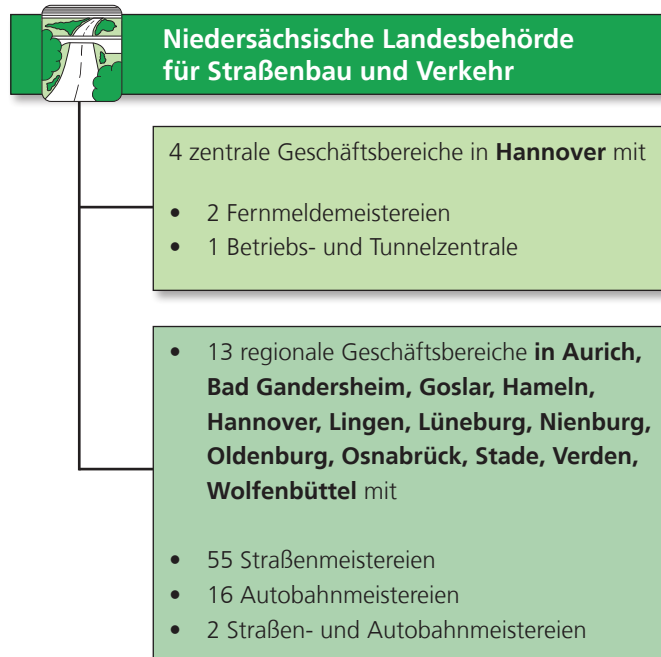 Niedersächsische Landesbehörde
für Straßenbau und Verkehr
4 zentrale Geschäftsbereiche in Hannover mit
• 2 Fernmeldemeistereien
• 1 Betriebs- und Tunnelzentrale
• 13 regionale Geschäftsbereiche in Aurich,
Bad Gandersheim, Goslar, Hameln,
Hannover, Lingen, Lüneburg, Nienburg,
Oldenburg, Osnabrück, Stade, Verden,
Wolfenbüttel mit
• 55 Straßenmeistereien
• 16 Autobahnmeistereien
• 2 Straßen- und Autobahnmeistereien